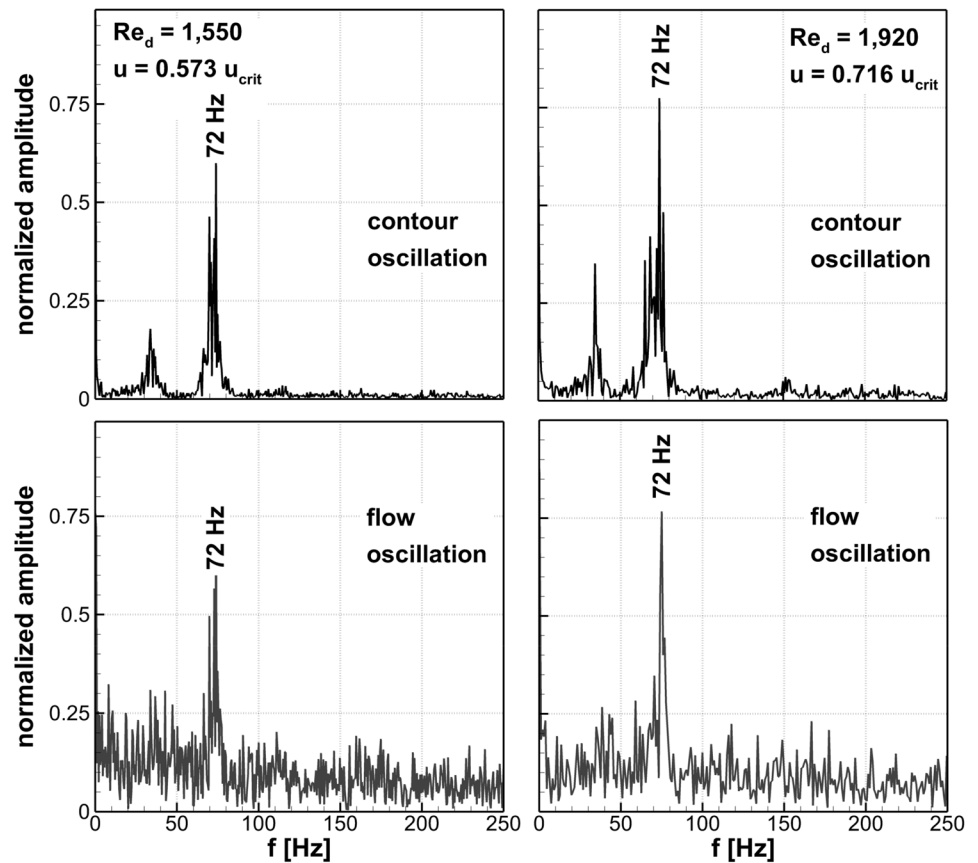 Re_d = 1,550
u = 0.573 u_crit
72 Hz
contour
oscillation
normalized amplitude
0.75
0.5
0.25
0
Re_d = 1,920
u = 0.716 u_crit
72 Hz
contour
oscillation
72 Hz
flow
oscillation
normalized amplitude
0.75
0.5
0.25
0
0 50 100 150 200 250
f [Hz]
72 Hz
flow
oscillation
0 50 100 150 200 250
f [Hz]